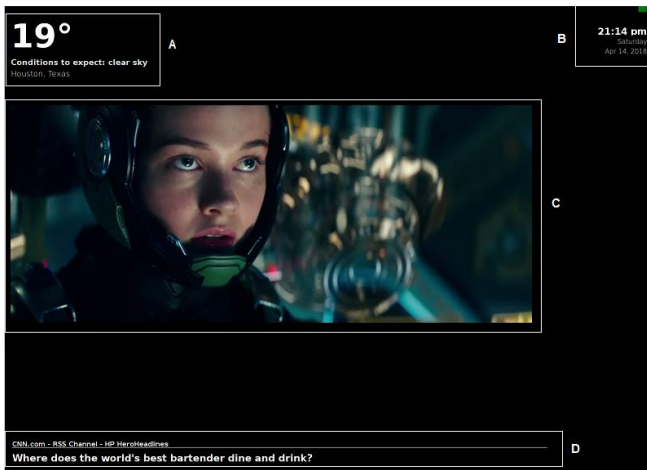 19°
Conditions to expect: clear sky
Houston, Texas
A
B
21:14 pm
Saturday
Apr 14, 2018
C
CNN.com - RSS Channel - HP HeroHeadlines
Where does the world's best bartender dine and drink?
D